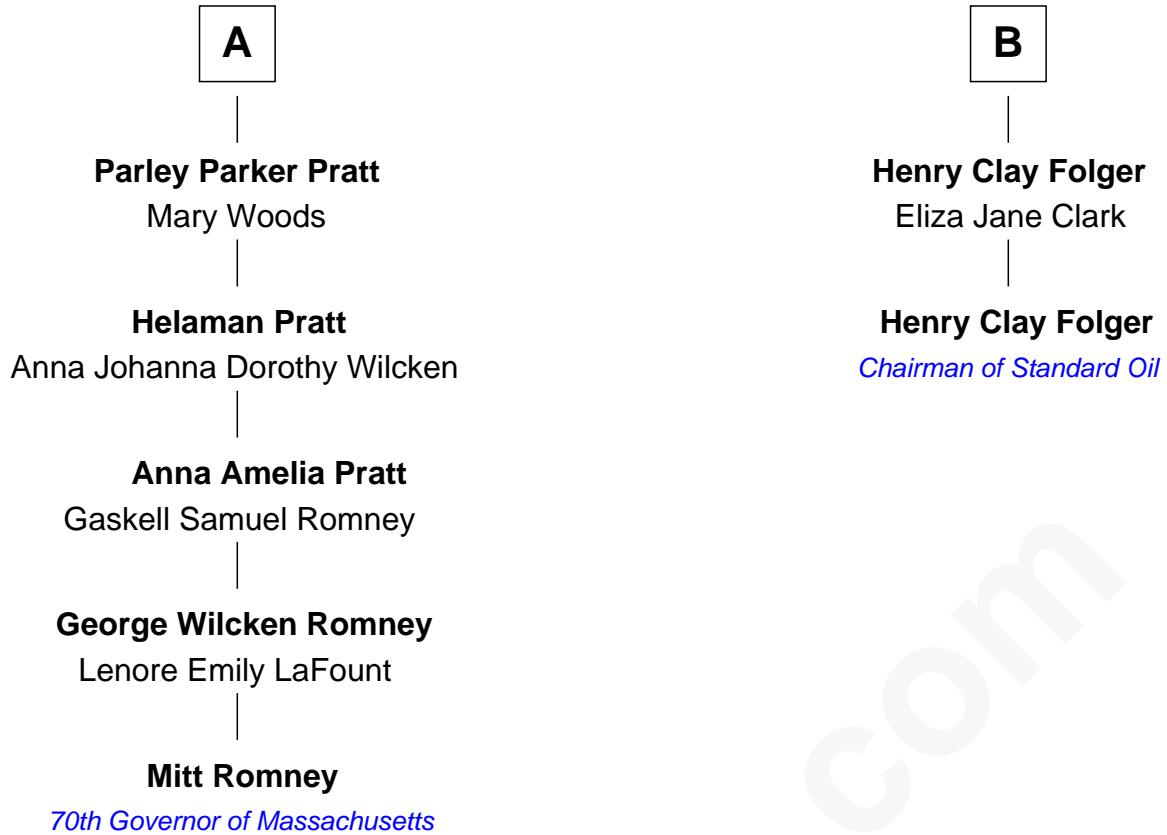 A
Parley Parker Pratt
Mary Woods
Helaman Pratt
Anna Johanna Dorothy Wilcken
Anna Amelia Pratt
Gaskell Samuel Romney
George Wilcken Romney
Lenore Emily LaFount
Mitt Romney
70th Governor of Massachusetts
B
Henry Clay Folger
Eliza Jane Clark
Henry Clay Folger
Chairman of Standard Oil
com